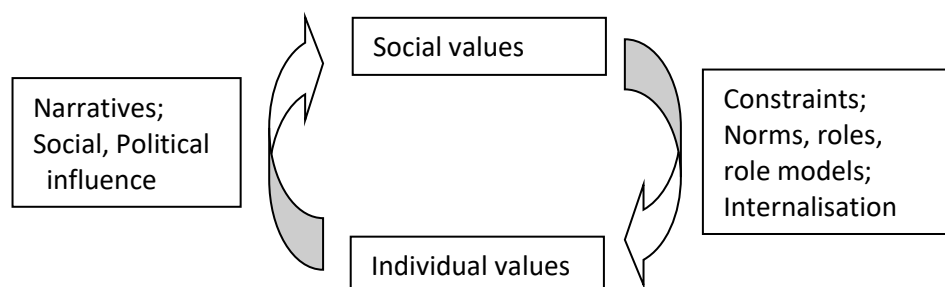 Social values
Narratives;
Social, Political
influence
Constraints;
Norms, roles,
role models;
Internalisation
Individual values